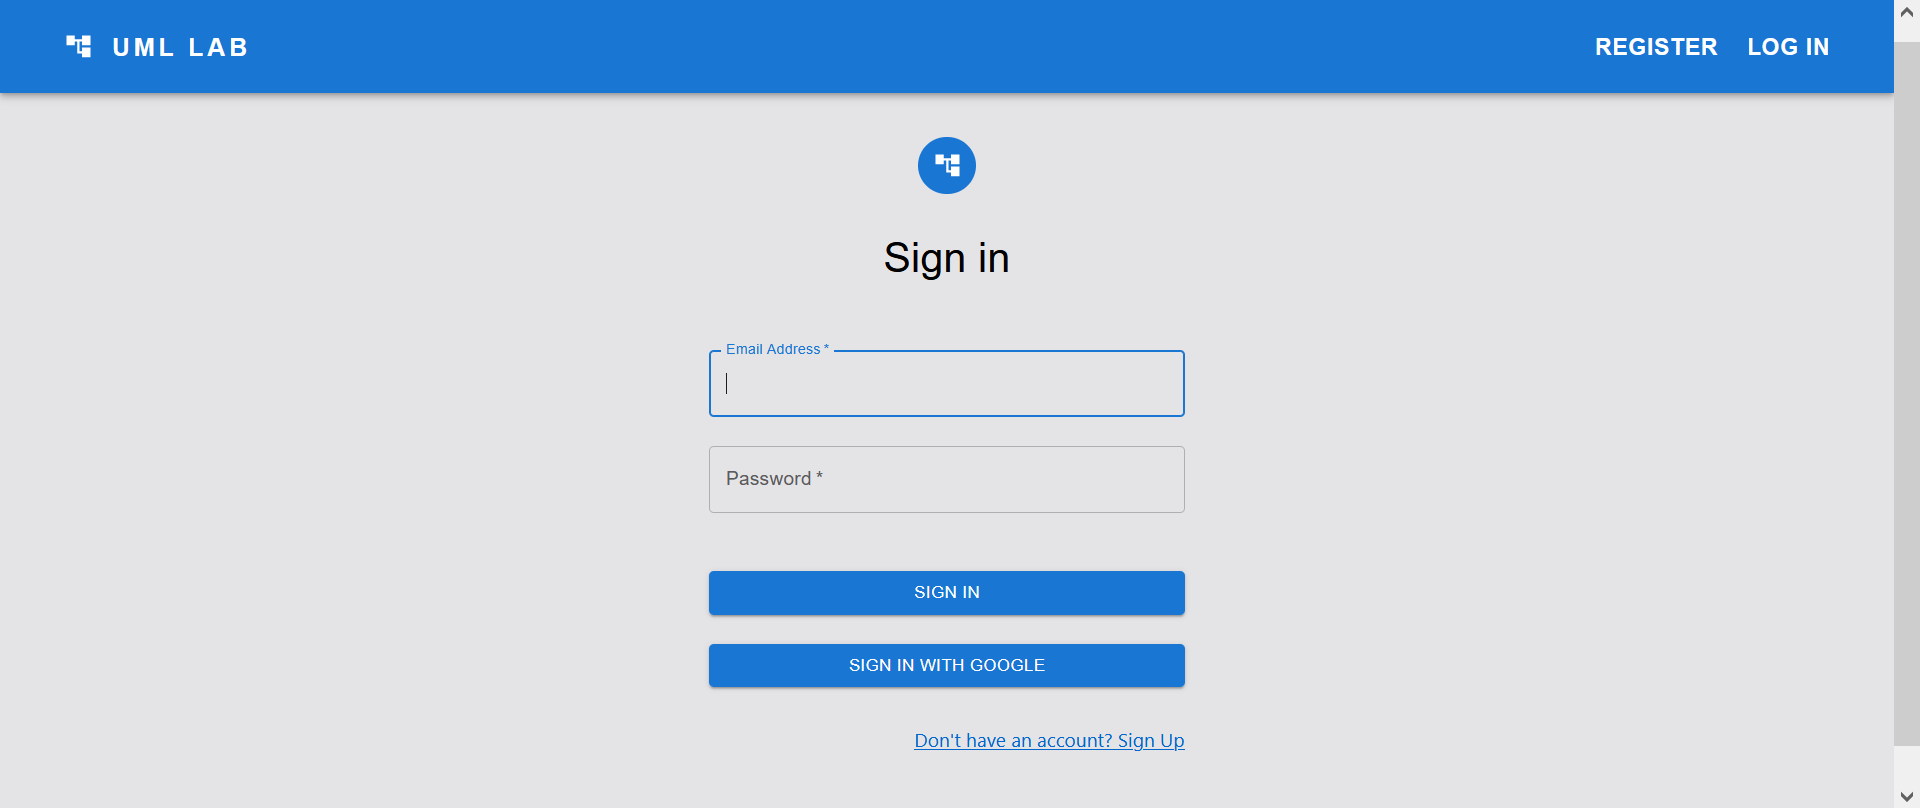 UML LAB
REGISTER LOG IN
Sign in
Email Address *
Password *
SIGN IN
SIGN IN WITH GOOGLE
Don't have an account? Sign Up